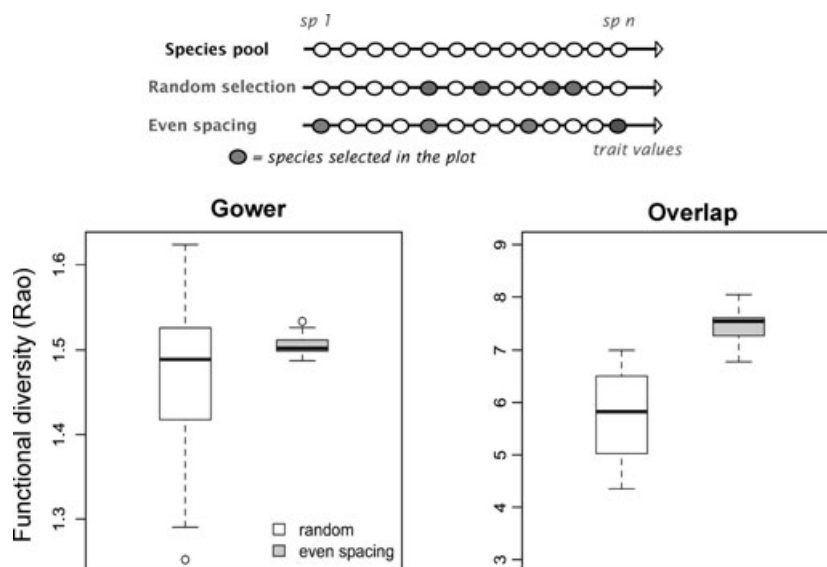 sp 1 sp n
Species pool
Random selection
Even spacing
= species selected in the plot trait values
Gower Overlap
Functional diversity (Rao)
1.6
1.5
1.4
1.3
random
even spacing
9
8
7
6
5
4
3